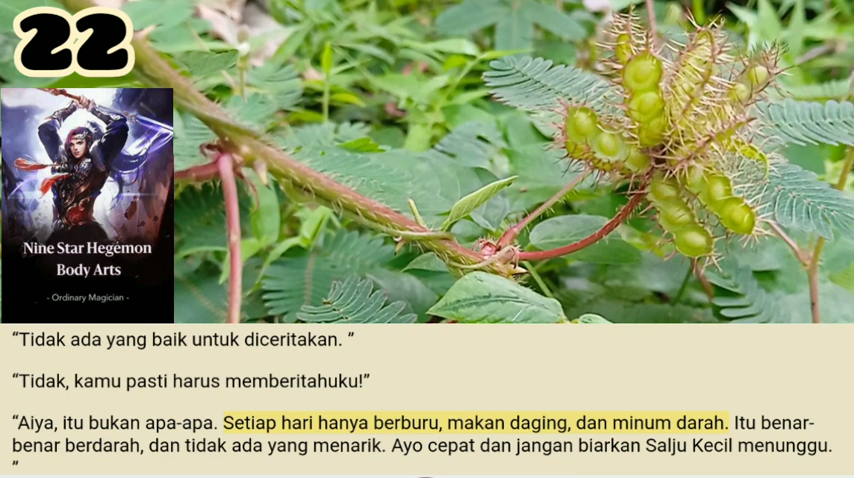 22
Nine Star Hegemon
Body Arts
- Ordinary Magician -
“Tidak ada yang baik untuk diceritakan. ”
“Tidak, kamu pasti harus memberitahuku!”
“Aiya, itu bukan apa-apa. Setiap hari hanya berburu, makan daging, dan minum darah. Itu benar-
benar berdarah, dan tidak ada yang menarik. Ayo cepat dan jangan biarkan Salju Kecil menunggu.
”